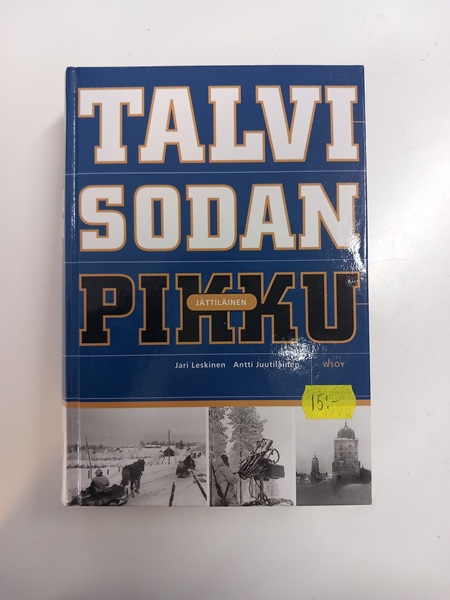 TALVI
SODAN
PIKKU
JÄTTILÄINEN
Jari Leskinen Antti Juutilainen WSOY
15:-